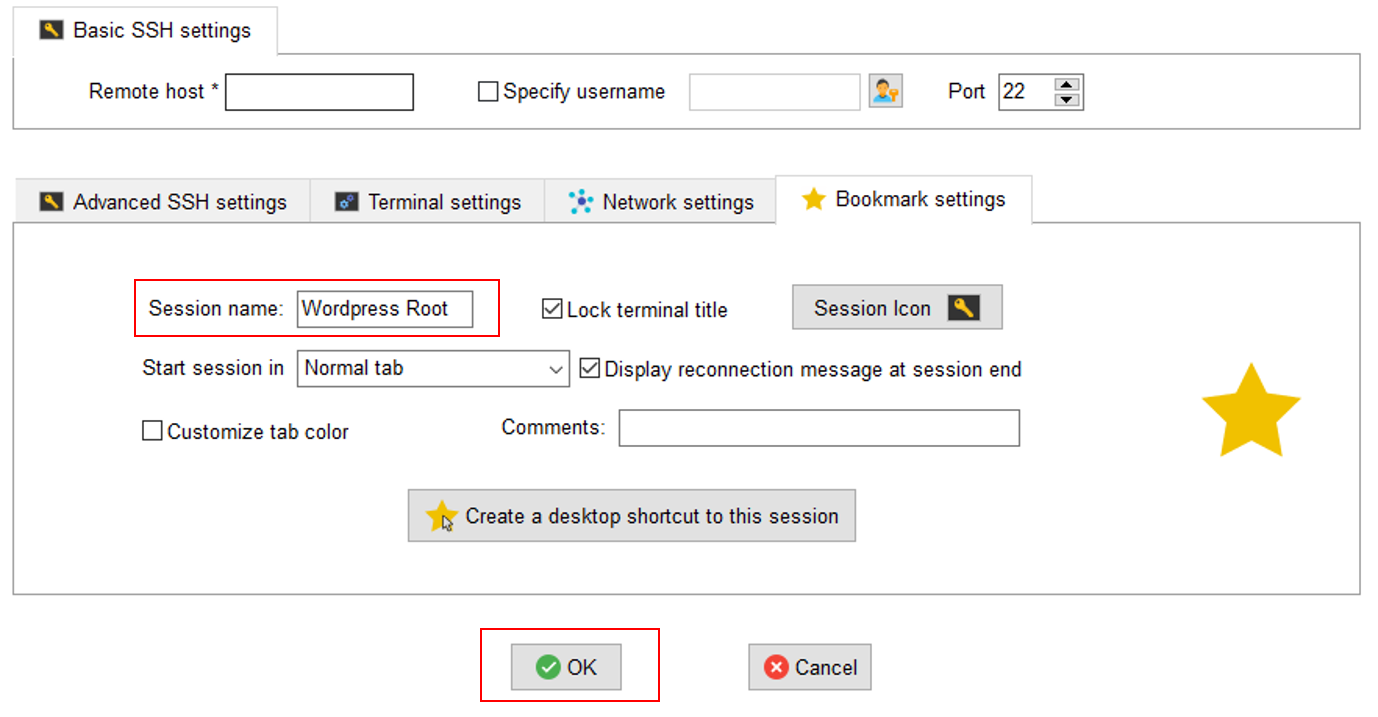 Basic SSH settings
Remote host * Specify username Port 22
Advanced SSH settings Terminal settings Network settings Bookmark settings
Session name: Wordpress Root Lock terminal title Session Icon
Start session in Normal tab Display reconnection message at session end
Customize tab color Comments:
Create a desktop shortcut to this session
OK Cancel